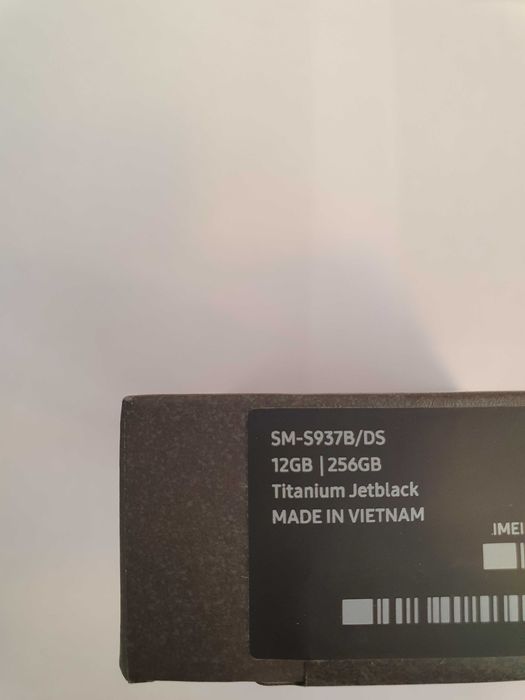 SM-S937B/DS
12GB | 256GB
Titanium Jetblack
MADE IN VIETNAM
IMEI